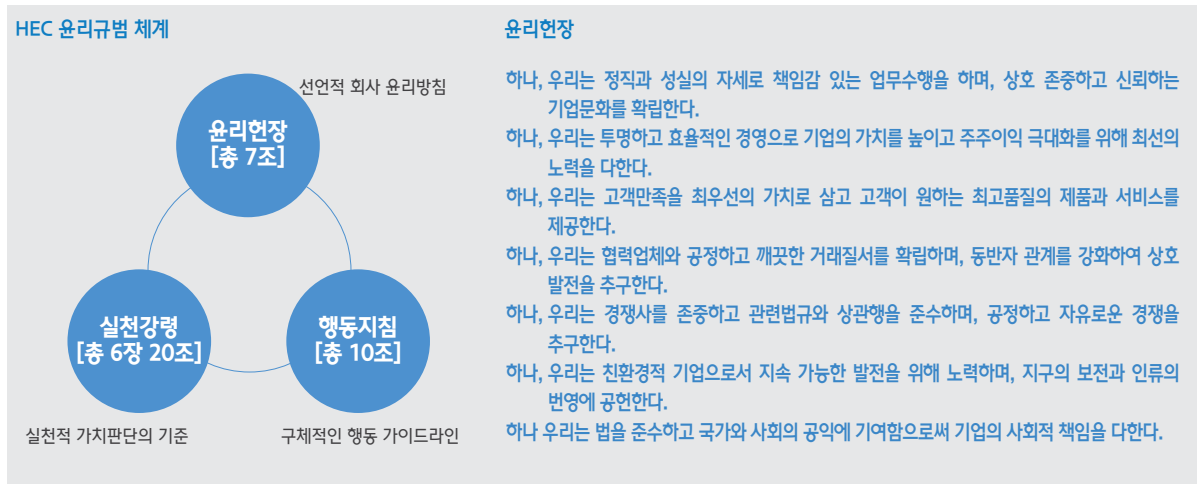 HEC 윤리규범 체계
선언적 회사 윤리방침
윤리헌장
[총 7조]
실천강령
[총 6장 20조]
행동지침
[총 10조]
실천적 가치판단의 기준
구체적인 행동 가이드라인
윤리헌장
하나, 우리는 정직과 성실의 자세로 책임감 있는 업무수행을 하며, 상호 존중하고 신뢰하는
기업문화를 확립한다.
하나, 우리는 투명하고 효율적인 경영으로 기업의 가치를 높이고 주주이익 극대화를 위해 최선의
노력을 다한다.
하나, 우리는 고객만족을 최우선의 가치로 삼고 고객이 원하는 최고품질의 제품과 서비스를
제공한다.
하나, 우리는 협력업체와 공정하고 깨끗한 거래질서를 확립하며, 동반자 관계를 강화하여 상호
발전을 추구한다.
하나, 우리는 경쟁사를 존중하고 관련법규와 상관행을 준수하며, 공정하고 자유로운 경쟁을
추구한다.
하나, 우리는 친환경적 기업으로서 지속 가능한 발전을 위해 노력하며, 지구의 보전과 인류의
번영에 공헌한다.
하나 우리는 법을 준수하고 국가와 사회의 공익에 기여함으로써 기업의 사회적 책임을 다한다.